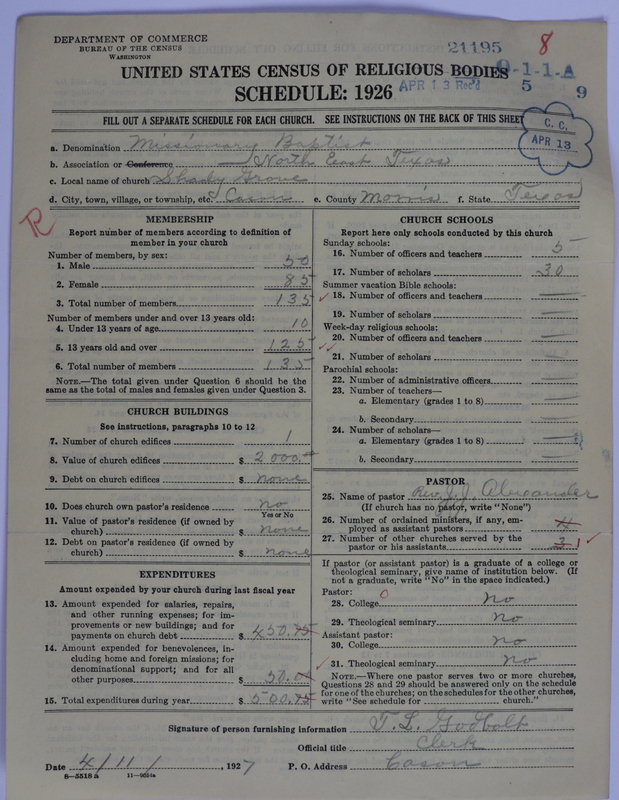 DEPARTMENT OF COMMERCE
BUREAU OF THE CENSUS
WASHINGTON
21195
8
9-1-1-A
UNITED STATES CENSUS OF RELIGIOUS BODIES
SCHEDULE: 1926
APR 13 Rec'd
5 9
FILL OUT A SEPARATE SCHEDULE FOR EACH CHURCH. SEE INSTRUCTIONS ON THE BACK OF THIS SHEET
C. C.
APR 13
a. Denomination Missionary Baptist
b. Association or Conference North East Texas
c. Local name of church Shady Grove
d. City, town, village, or township, etc. Cason e. County Morris f. State Texas
R
MEMBERSHIP
Report number of members according to definition of
member in your church
Number of members, by sex:
1. Male 50
2. Female 85
3. Total number of members 135
Number of members under and over 13 years old:
4. Under 13 years of age 10
5. 13 years old and over 125
6. Total number of members 135
NOTE.—The total given under Question 6 should be the
same as the total of males and females given under Question 3.
CHURCH BUILDINGS
See instructions, paragraphs 10 to 12
7. Number of church edifices 1
8. Value of church edifices $ 2000.
9. Debt on church edifices $ none
10. Does church own pastor's residence no
Yes or No
11. Value of pastor's residence (if owned by
church) $ none
12. Debt on pastor's residence (if owned by
church) $ none
EXPENDITURES
Amount expended by your church during last fiscal year
13. Amount expended for salaries, repairs,
and other running expenses; for im-
provements or new buildings; and for
payments on church debt $ 450.75
14. Amount expended for benevolences, in-
cluding home and foreign missions; for
denominational support; and for all
other purposes $ 50.00
15. Total expenditures during year $ 500.75
CHURCH SCHOOLS
Report here only schools conducted by this church
Sunday schools:
16. Number of officers and teachers 5
17. Number of scholars 30
Summer vacation Bible schools:
18. Number of officers and teachers
19. Number of scholars
Week-day religious schools:
20. Number of officers and teachers
21. Number of scholars
Parochial schools:
22. Number of administrative officers
23. Number of teachers—
a. Elementary (grades 1 to 8)
b. Secondary
24. Number of scholars—
a. Elementary (grades 1 to 8)
b. Secondary
PASTOR
25. Name of pastor Rev. J. J. Alexander
(If church has no pastor, write "None")
26. Number of ordained ministers, if any, em-
ployed as assistant pastors
27. Number of other churches served by the
pastor or his assistants 3 1
If pastor (or assistant pastor) is a graduate of a college or
theological seminary, give name of institution below. (If
not a graduate, write "No" in the space indicated.)
Pastor: 0
28. College No
29. Theological seminary No
Assistant pastor:
30. College No
31. Theological seminary No
NOTE.—Where one pastor serves two or more churches,
Questions 28 and 29 should be answered only on the schedule
for one of the churches; on the schedules for the other churches,
write "See schedule for church."
Signature of person furnishing information T. L. Godbolt
Official title Clerk
Date 4/11/, 1927 P. O. Address Cason
8—5518 a 11—9554a